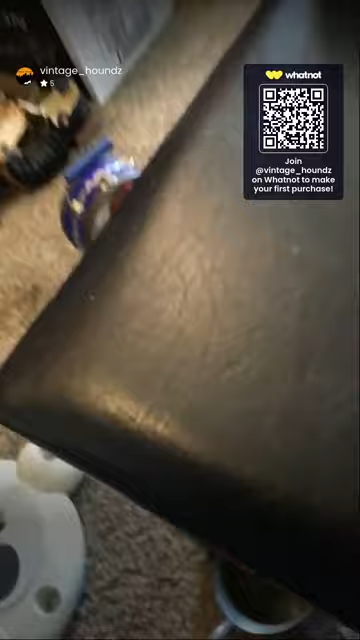 vintage_houndz
★ 5
whatnot
Join
@vintage_houndz
on Whatnot to make
your first purchase!